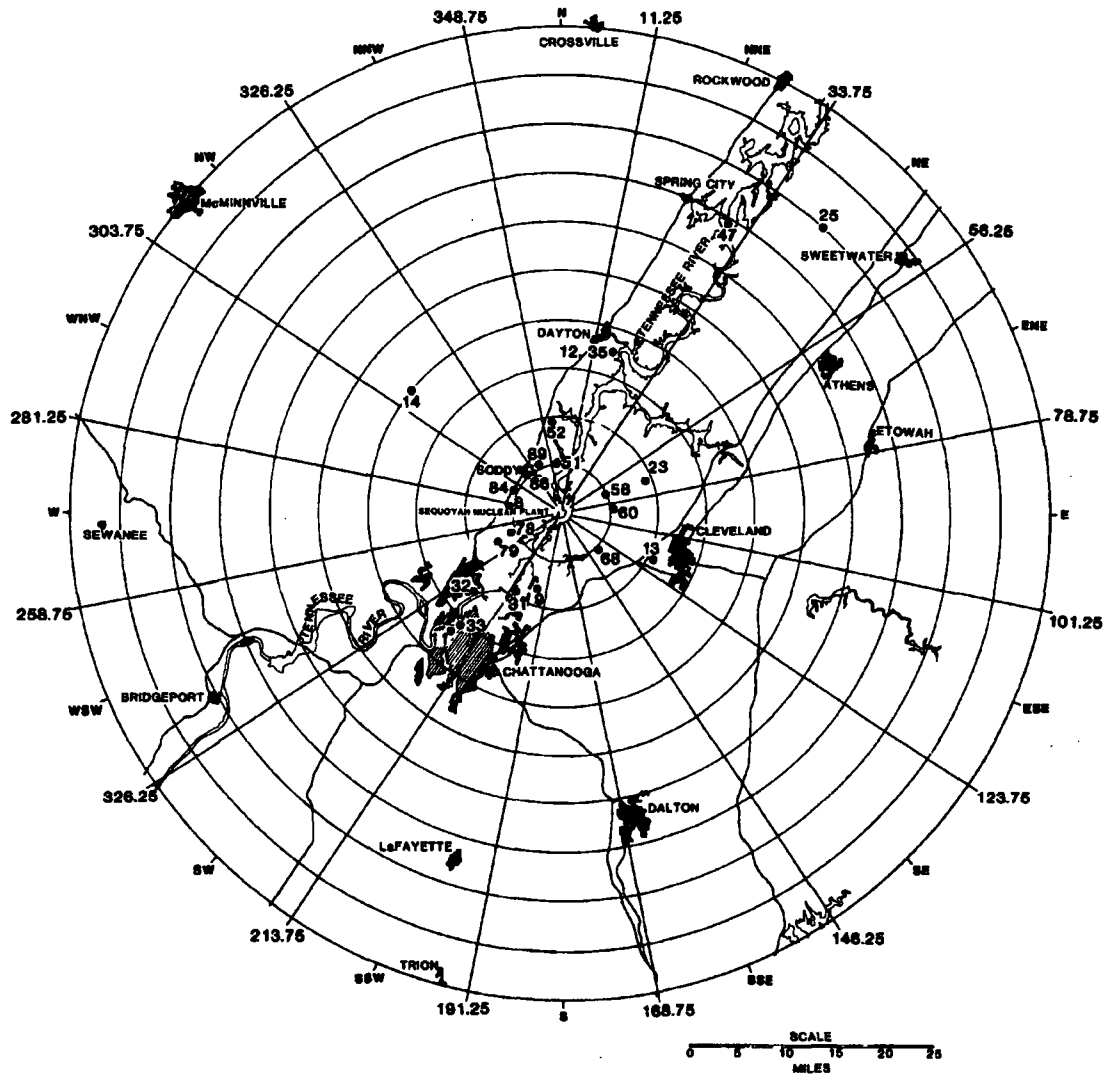 N
348.75
11.25
CROSSVILLE
NNW
NNE
ROCKWOOD
326.25
33.75
NW
NE
McMINNVILLE
SPRING CITY
25
47
303.75
56.25
SWEETWATER
TENNESSEE RIVER
WNW
ENE
DAYTON
12, 35
ATHENS
14
281.25
78.75
52
ETOWAH
89
51
SODDY
86
23
84
58
W
SEQUOYAH NUCLEAR PLANT
60
E
SEWANEE
78
CLEVELAND
79
68
13
32
258.75
TENNESSEE
RIVER
31
9
101.25
33
11
CHATTANOOGA
BRIDGEPORT
WSW
ESE
326.25
123.75
DALTON
LaFAYETTE
SW
SE
213.75
146.25
TRION
SSW
SSE
191.25
168.75
S
SCALE
0 5 10 15 20 25
MILES